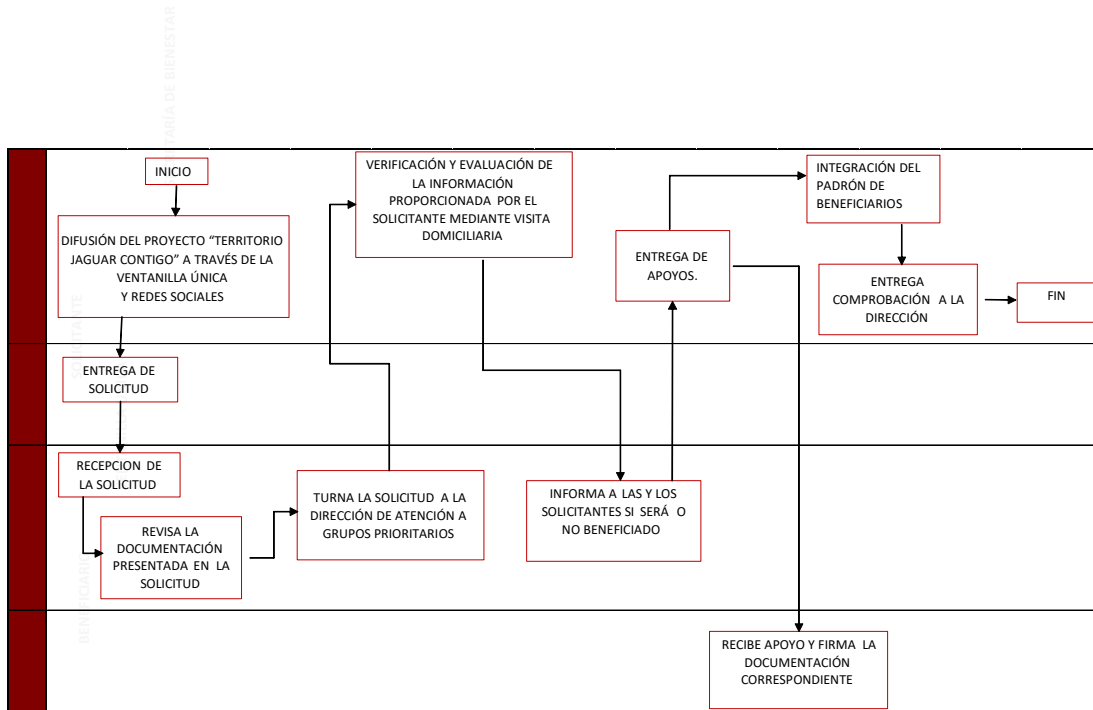 INICIO
DIFUSIÓN DEL PROYECTO “TERRITORIO
JAGUAR CONTIGO” A TRAVÉS DE LA
VENTANILLA ÚNICA
Y REDES SOCIALES
ENTREGA DE
SOLICITUD
RECEPCION DE
LA SOLICITUD
REVISA LA
DOCUMENTACIÓN
PRESENTADA EN LA
SOLICITUD
TURNA LA SOLICITUD A LA
DIRECCIÓN DE ATENCIÓN A
GRUPOS PRIORITARIOS
VERIFICACIÓN Y EVALUACIÓN DE
LA INFORMACIÓN
PROPORCIONADA POR EL
SOLICITANTE MEDIANTE VISITA
DOMICILIARIA
INFORMA A LAS Y LOS
SOLICITANTES SI SERÁ O
NO BENEFICIADO
ENTREGA DE
APOYOS.
RECIBE APOYO Y FIRMA LA
DOCUMENTACIÓN
CORRESPONDIENTE
INTEGRACIÓN DEL
PADRÓN DE
BENEFICIARIOS
ENTREGA
COMPROBACIÓN A LA
DIRECCIÓN
FIN
DE BIENESTAR
SOLICITANTE